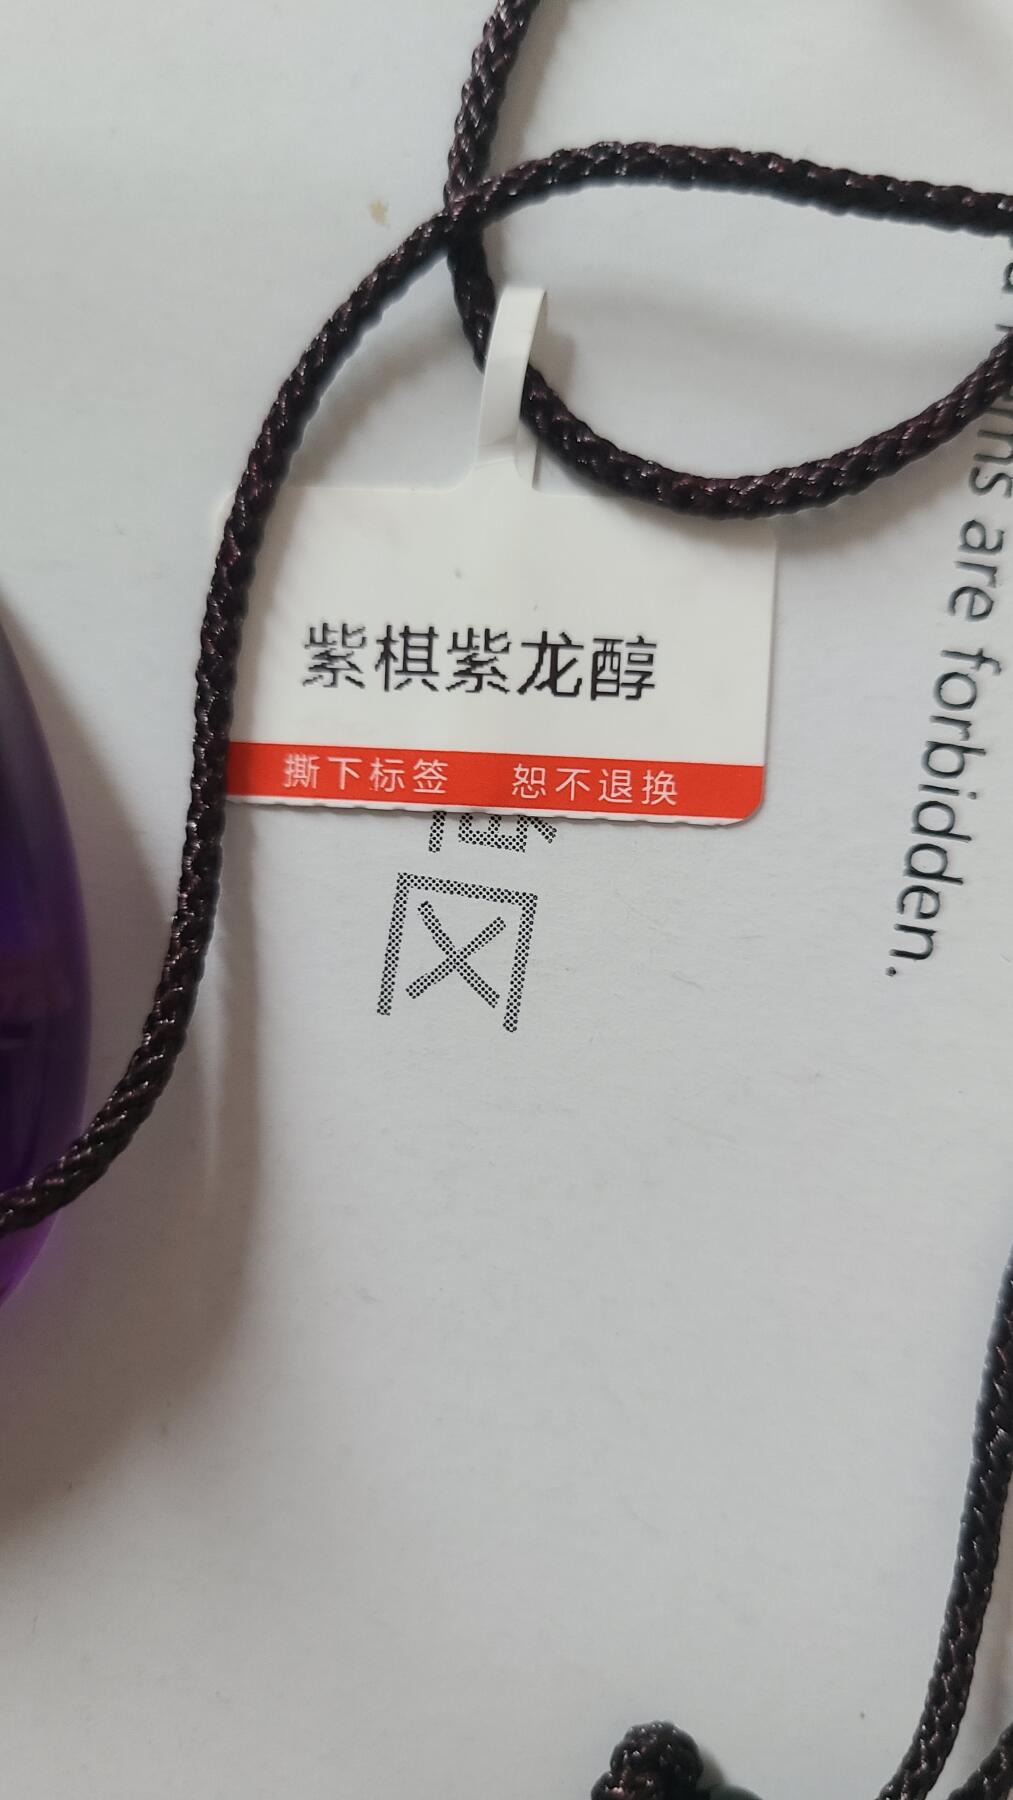 紫棋紫龙醇
撕下标签 恕不退换
are forbidden.